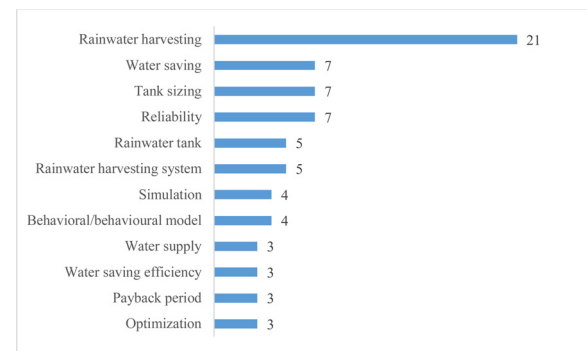 Rainwater harvesting 21
Water saving 7
Tank sizing 7
Reliability 7
Rainwater tank 5
Rainwater harvesting system 5
Simulation 4
Behavioral/behavioural model 4
Water supply 3
Water saving efficiency 3
Payback period 3
Optimization 3